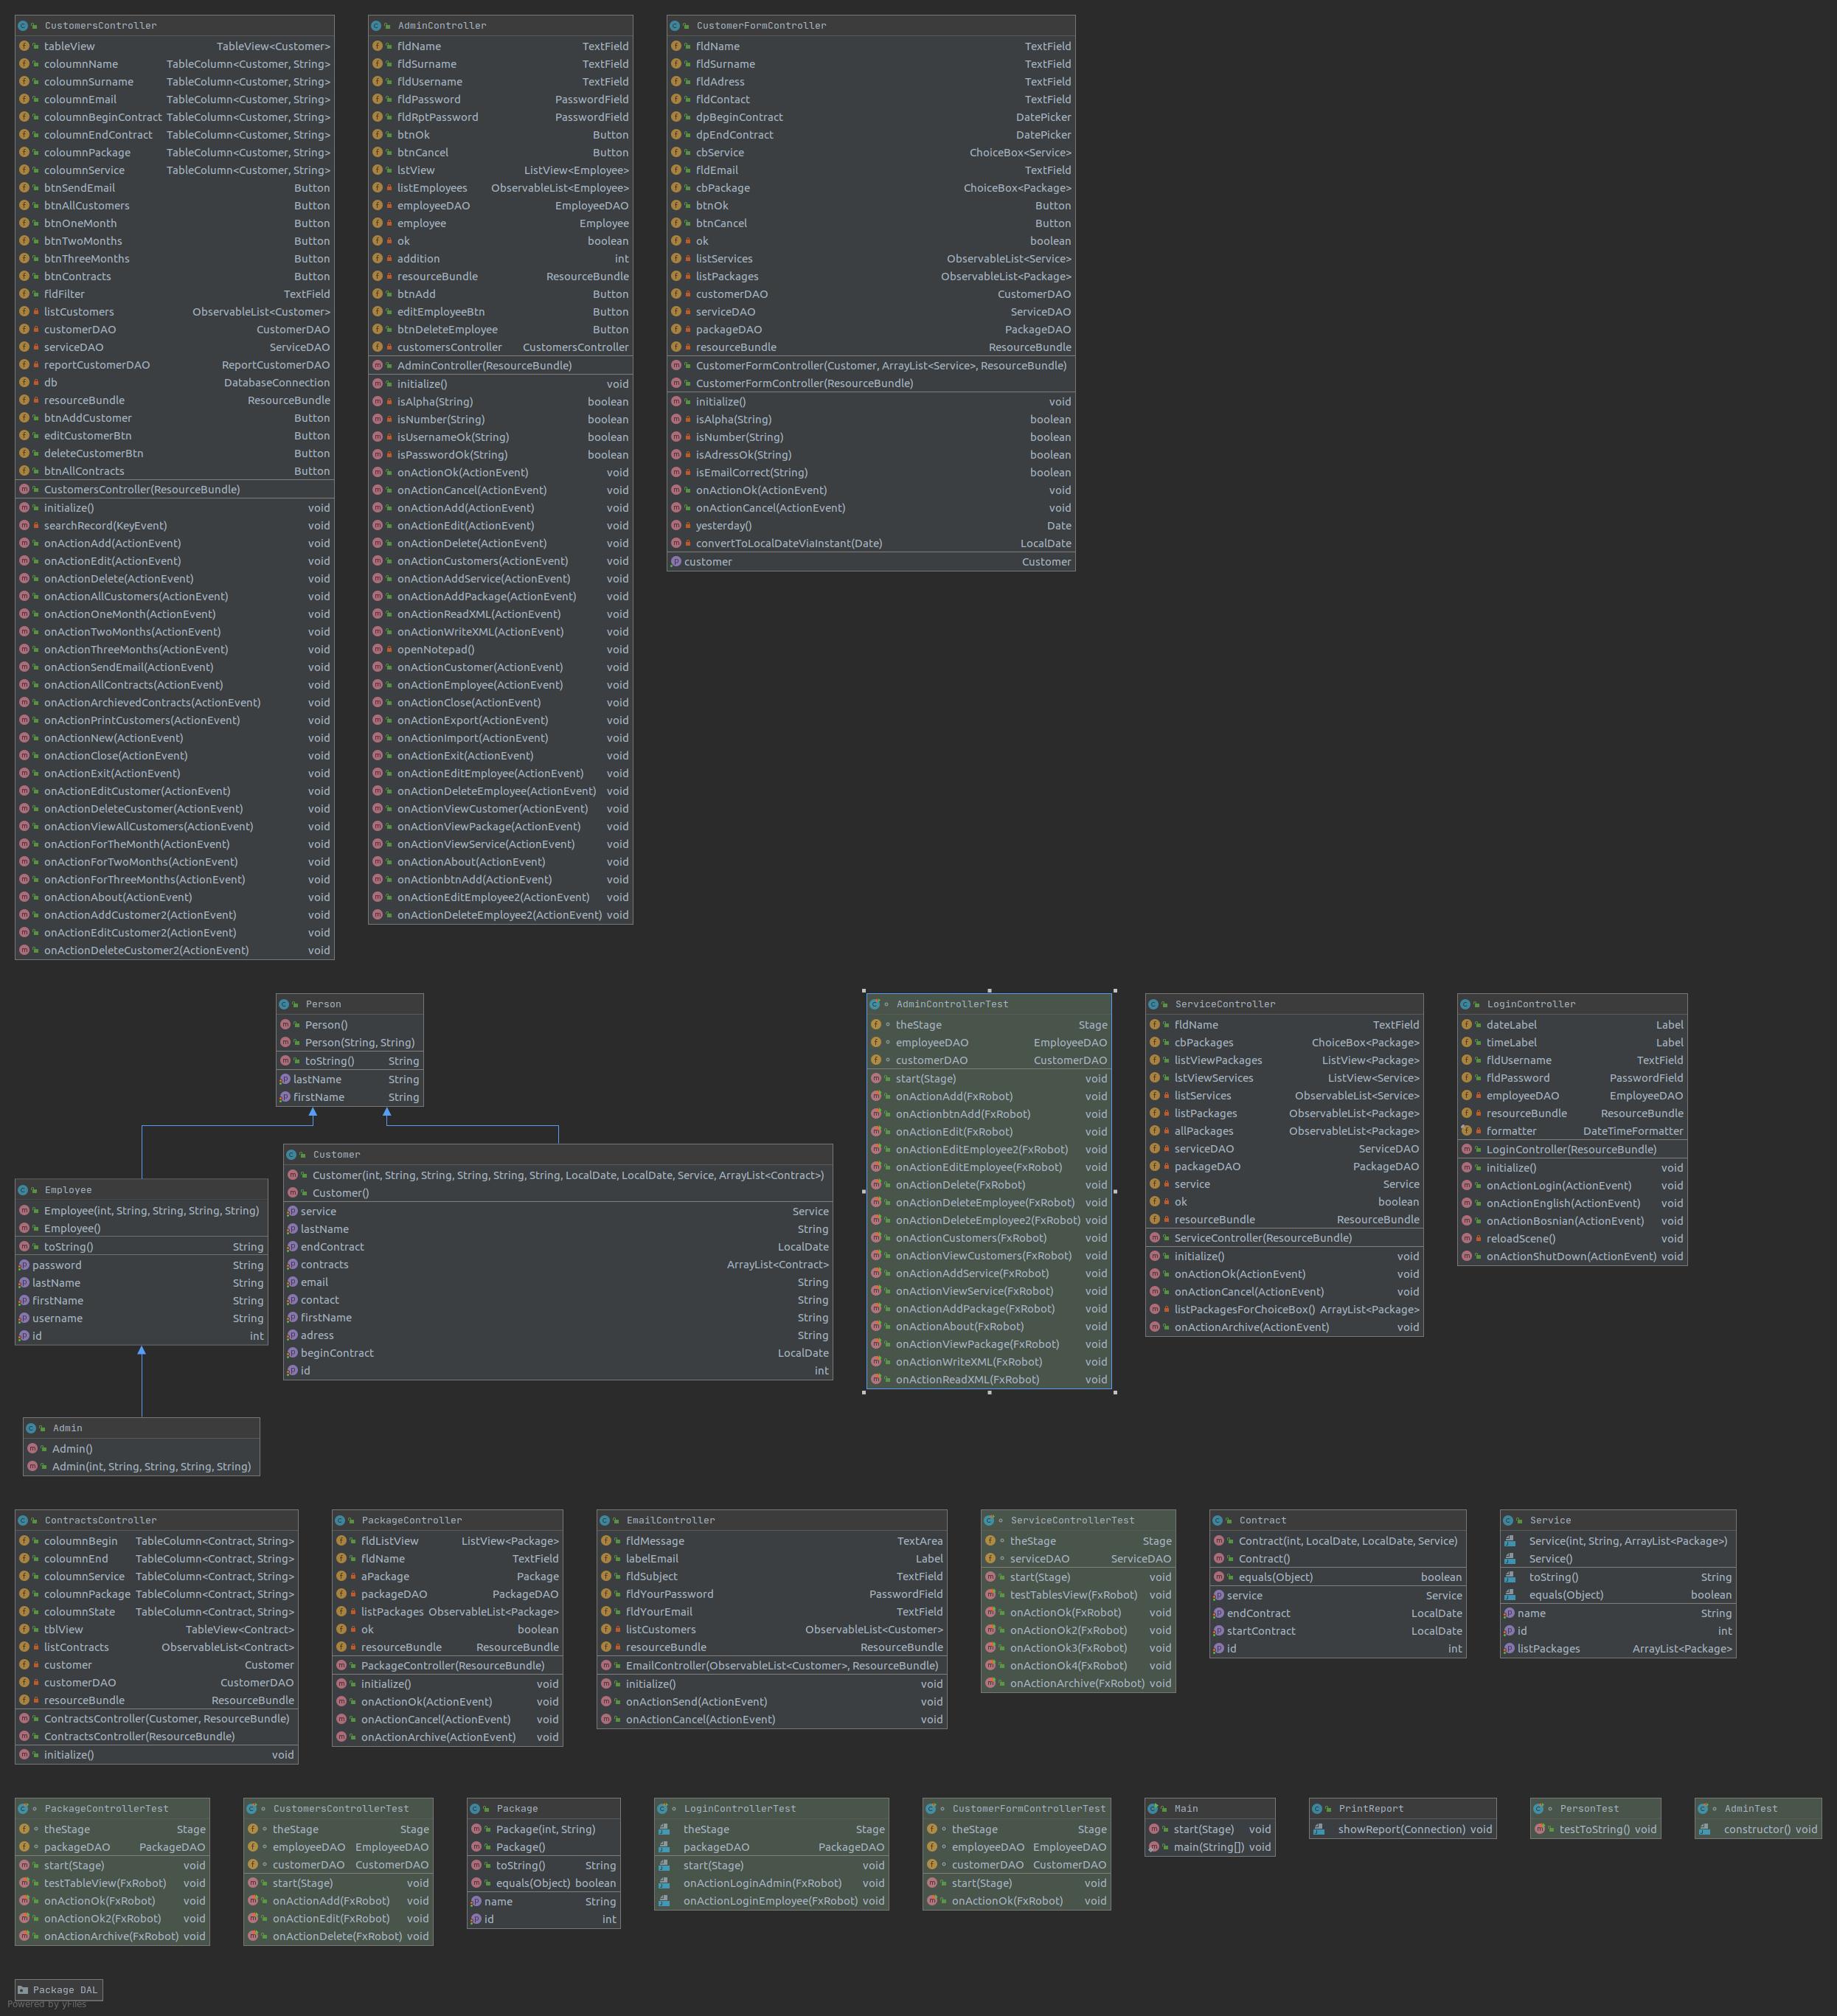 CustomersController
tableView TableView<Customer>
coloumnName TableColumn<Customer, String>
coloumnSurname TableColumn<Customer, String>
coloumnEmail TableColumn<Customer, String>
coloumnBeginContract TableColumn<Customer, String>
coloumnEndContract TableColumn<Customer, String>
coloumnPackage TableColumn<Customer, String>
coloumnService TableColumn<Customer, String>
btnSendEmail Button
btnAllCustomers Button
btnOneMonth Button
btnTwoMonths Button
btnThreeMonths Button
btnContracts Button
fldFilter TextField
listCustomers ObservableList<Customer>
customerDAO CustomerDAO
serviceDAO ServiceDAO
reportCustomerDAO ReportCustomerDAO
db DatabaseConnection
resourceBundle ResourceBundle
btnAddCustomer Button
editCustomerBtn Button
deleteCustomerBtn Button
btnAllContracts Button
CustomersController(ResourceBundle)
initialize() void
searchRecord(KeyEvent) void
onActionAdd(ActionEvent) void
onActionEdit(ActionEvent) void
onActionDelete(ActionEvent) void
onActionAllCustomers(ActionEvent) void
onActionOneMonth(ActionEvent) void
onActionTwoMonths(ActionEvent) void
onActionThreeMonths(ActionEvent) void
onActionSendEmail(ActionEvent) void
onActionAllContracts(ActionEvent) void
onActionArchievedContracts(ActionEvent) void
onActionPrintCustomers(ActionEvent) void
onActionNew(ActionEvent) void
onActionClose(ActionEvent) void
onActionExit(ActionEvent) void
onActionEditCustomer(ActionEvent) void
onActionDeleteCustomer(ActionEvent) void
onActionViewAllCustomers(ActionEvent) void
onActionForTheMonth(ActionEvent) void
onActionForTwoMonths(ActionEvent) void
onActionForThreeMonths(ActionEvent) void
onActionAbout(ActionEvent) void
onActionAddCustomer2(ActionEvent) void
onActionEditCustomer2(ActionEvent) void
onActionDeleteCustomer2(ActionEvent) void
AdminController
fldName TextField
fldSurname TextField
fldUsername TextField
fldPassword PasswordField
fldRptPassword PasswordField
btnOk Button
btnCancel Button
lstView ListView<Employee>
listEmployees ObservableList<Employee>
employeeDAO EmployeeDAO
employee Employee
ok boolean
addition int
resourceBundle ResourceBundle
btnAdd Button
editEmployeeBtn Button
btnDeleteEmployee Button
customersController CustomersController
AdminController(ResourceBundle)
initialize() void
isAlpha(String) boolean
isNumber(String) boolean
isUsernameOk(String) boolean
isPasswordOk(String) boolean
onActionOk(ActionEvent) void
onActionCancel(ActionEvent) void
onActionAdd(ActionEvent) void
onActionEdit(ActionEvent) void
onActionDelete(ActionEvent) void
onActionCustomers(ActionEvent) void
onActionAddService(ActionEvent) void
onActionAddPackage(ActionEvent) void
onActionReadXML(ActionEvent) void
onActionWriteXML(ActionEvent) void
openNotepad() void
onActionCustomer(ActionEvent) void
onActionEmployee(ActionEvent) void
onActionClose(ActionEvent) void
onActionExport(ActionEvent) void
onActionImport(ActionEvent) void
onActionExit(ActionEvent) void
onActionEditEmployee(ActionEvent) void
onActionDeleteEmployee(ActionEvent) void
onActionViewCustomer(ActionEvent) void
onActionViewPackage(ActionEvent) void
onActionViewService(ActionEvent) void
onActionAbout(ActionEvent) void
onActionbtnAdd(ActionEvent) void
onActionEditEmployee2(ActionEvent) void
onActionDeleteEmployee2(ActionEvent) void
CustomerFormController
fldName TextField
fldSurname TextField
fldAdress TextField
fldContact TextField
dpBeginContract DatePicker
dpEndContract DatePicker
cbService ChoiceBox<Service>
fldEmail TextField
cbPackage ChoiceBox<Package>
btnOk Button
btnCancel Button
ok boolean
listServices ObservableList<Service>
listPackages ObservableList<Package>
customerDAO CustomerDAO
serviceDAO ServiceDAO
packageDAO PackageDAO
resourceBundle ResourceBundle
CustomerFormController(Customer, ArrayList<Service>, ResourceBundle)
CustomerFormController(ResourceBundle)
initialize() void
isAlpha(String) boolean
isNumber(String) boolean
isAdressOk(String) boolean
isEmailCorrect(String) boolean
onActionOk(ActionEvent) void
onActionCancel(ActionEvent) void
yesterday() Date
convertToLocalDateViaInstant(Date) LocalDate
customer Customer
Person
Person()
Person(String, String)
toString() String
lastName String
firstName String
Employee
Employee(int, String, String, String, String)
Employee()
toString() String
password String
lastName String
firstName String
username String
id int
Customer
Customer(int, String, String, String, String, String, LocalDate, LocalDate, Service, ArrayList<Contract>)
Customer()
service Service
lastName String
endContract LocalDate
contracts ArrayList<Contract>
email String
contact String
firstName String
adress String
beginContract LocalDate
id int
Admin
Admin()
Admin(int, String, String, String, String)
AdminControllerTest
theStage Stage
employeeDAO EmployeeDAO
customerDAO CustomerDAO
start(Stage) void
onActionAdd(FxRobot) void
onActionbtnAdd(FxRobot) void
onActionEdit(FxRobot) void
onActionEditEmployee2(FxRobot) void
onActionEditEmployee(FxRobot) void
onActionDelete(FxRobot) void
onActionDeleteEmployee(FxRobot) void
onActionDeleteEmployee2(FxRobot) void
onActionCustomers(FxRobot) void
onActionViewCustomers(FxRobot) void
onActionAddService(FxRobot) void
onActionViewService(FxRobot) void
onActionAddPackage(FxRobot) void
onActionAbout(FxRobot) void
onActionViewPackage(FxRobot) void
onActionWriteXML(FxRobot) void
onActionReadXML(FxRobot) void
ServiceController
fldName TextField
cbPackages ChoiceBox<Package>
listViewPackages ListView<Package>
lstViewServices ListView<Service>
listServices ObservableList<Service>
listPackages ObservableList<Package>
allPackages ObservableList<Package>
serviceDAO ServiceDAO
packageDAO PackageDAO
service Service
ok boolean
resourceBundle ResourceBundle
ServiceController(ResourceBundle)
initialize() void
onActionOk(ActionEvent) void
onActionCancel(ActionEvent) void
listPackagesForChoiceBox() ArrayList<Package>
onActionArchive(ActionEvent) void
LoginController
dateLabel Label
timeLabel Label
fldUsername TextField
fldPassword PasswordField
employeeDAO EmployeeDAO
resourceBundle ResourceBundle
formatter DateTimeFormatter
LoginController(ResourceBundle)
initialize() void
onActionLogin(ActionEvent) void
onActionEnglish(ActionEvent) void
onActionBosnian(ActionEvent) void
reloadScene() void
onActionShutDown(ActionEvent) void
ContractsController
coloumnBegin TableColumn<Contract, String>
coloumnEnd TableColumn<Contract, String>
coloumnService TableColumn<Contract, String>
coloumnPackage TableColumn<Contract, String>
coloumnState TableColumn<Contract, String>
tblView TableView<Contract>
listContracts ObservableList<Contract>
customer Customer
customerDAO CustomerDAO
resourceBundle ResourceBundle
ContractsController(Customer, ResourceBundle)
ContractsController(ResourceBundle)
initialize() void
PackageController
fldListView ListView<Package>
fldName TextField
aPackage Package
packageDAO PackageDAO
listPackages ObservableList<Package>
ok boolean
resourceBundle ResourceBundle
PackageController(ResourceBundle)
initialize() void
onActionOk(ActionEvent) void
onActionCancel(ActionEvent) void
onActionArchive(ActionEvent) void
EmailController
fldMessage TextArea
labelEmail Label
fldSubject TextField
fldYourPassword PasswordField
fldYourEmail TextField
listCustomers ObservableList<Customer>
resourceBundle ResourceBundle
EmailController(ObservableList<Customer>, ResourceBundle)
initialize() void
onActionSend(ActionEvent) void
onActionCancel(ActionEvent) void
ServiceControllerTest
theStage Stage
serviceDAO ServiceDAO
start(Stage) void
testTablesView(FxRobot) void
onActionOk(FxRobot) void
onActionOk2(FxRobot) void
onActionOk3(FxRobot) void
onActionOk4(FxRobot) void
onActionArchive(FxRobot) void
Contract
Contract(int, LocalDate, LocalDate, Service)
Contract()
equals(Object) boolean
service Service
endContract LocalDate
startContract LocalDate
id int
Service
Service(int, String, ArrayList<Package>)
Service()
toString() String
equals(Object) boolean
name String
id int
listPackages ArrayList<Package>
PackageControllerTest
theStage Stage
packageDAO PackageDAO
start(Stage) void
testTableView(FxRobot) void
onActionOk(FxRobot) void
onActionOk2(FxRobot) void
onActionArchive(FxRobot) void
CustomersControllerTest
theStage Stage
employeeDAO EmployeeDAO
customerDAO CustomerDAO
start(Stage) void
onActionAdd(FxRobot) void
onActionEdit(FxRobot) void
onActionDelete(FxRobot) void
Package
Package(int, String)
Package()
toString() String
equals(Object) boolean
name String
id int
LoginControllerTest
theStage Stage
packageDAO PackageDAO
start(Stage) void
onActionLoginAdmin(FxRobot) void
onActionLoginEmployee(FxRobot) void
CustomerFormControllerTest
theStage Stage
employeeDAO EmployeeDAO
customerDAO CustomerDAO
start(Stage) void
onActionOk(FxRobot) void
Main
start(Stage) void
main(String[]) void
PrintReport
showReport(Connection) void
PersonTest
testToString() void
AdminTest
constructor() void
Package DAL
Powered by yFiles